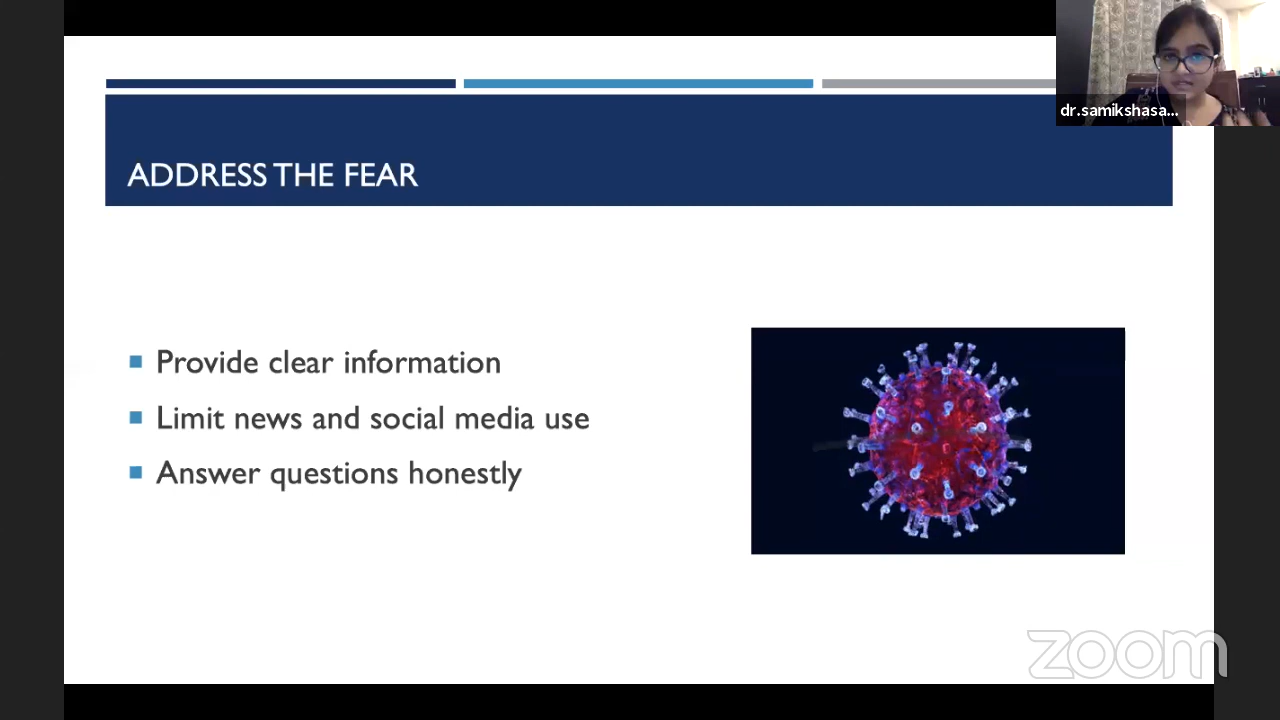 dr.samikshasa...
ADDRESS THE FEAR
Provide clear information
Limit news and social media use
Answer questions honestly
zoom